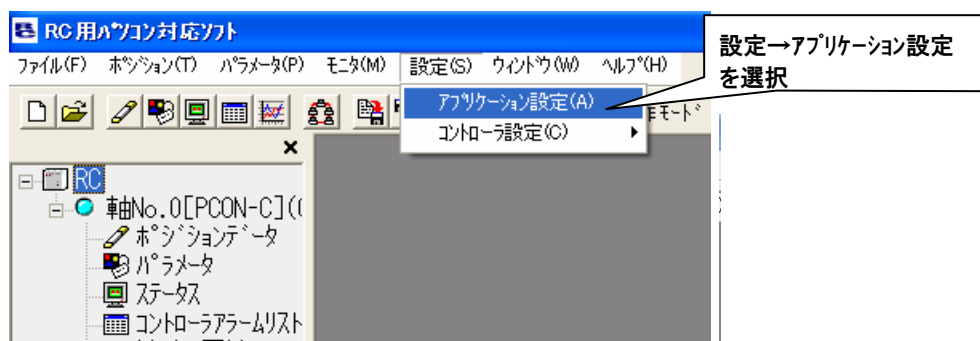 RC用パソコン対応ソフト
ファイル(F) ポジション(T) パラメータ(P) モニタ(M) 設定(S) ウィンドウ(W) ヘルプ(H)
設定→アプリケーション設定
を選択
アプリケーション設定(A)
モード
コントローラ設定(C)
RC
軸No.0[PCON-C](
ポジションデータ
パラメータ
ステータス
コントローラアラームリスト